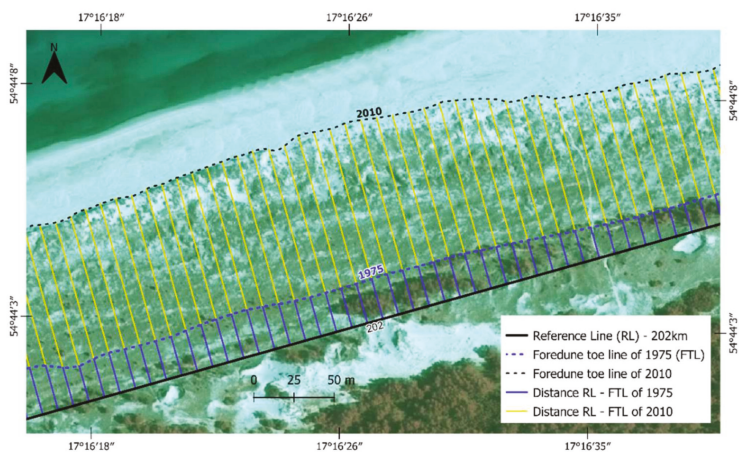 17°16′18″ 17°16′26″ 17°16′35″
N
54°44′8″
54°44′8″
2010
1975
202
54°44′3″
54°44′3″
Reference Line (RL) - 202km
Foredune toe line of 1975 (FTL)
Foredune toe line of 2010
Distance RL - FTL of 1975
Distance RL - FTL of 2010
0 25 50 m
17°16′18″ 17°16′26″ 17°16′35″